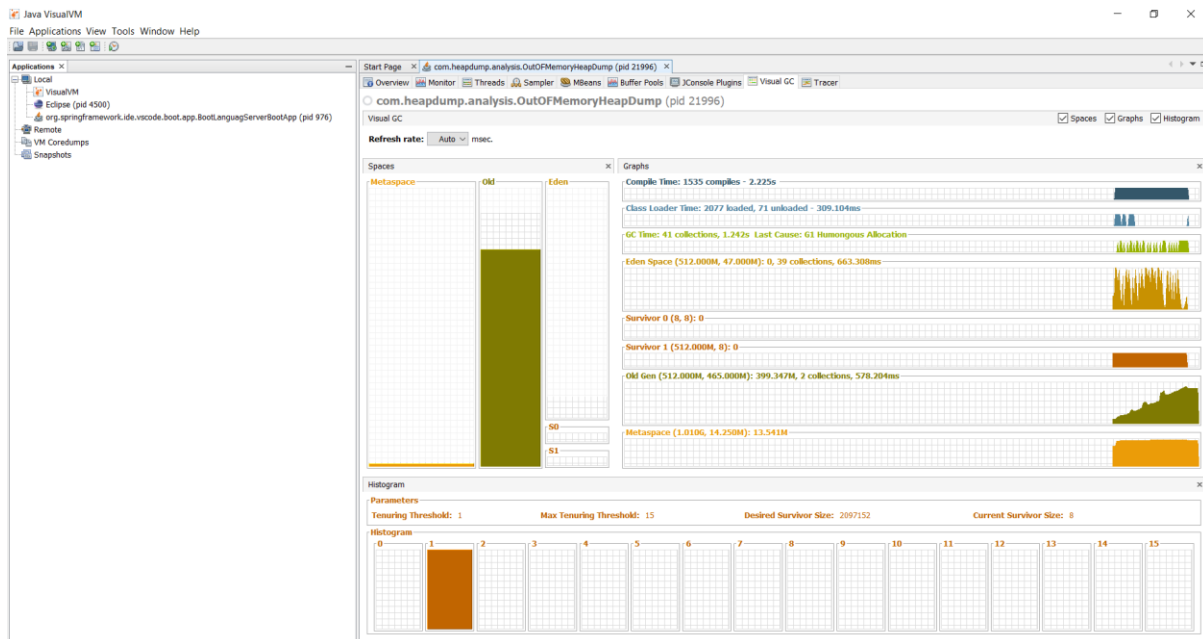 Java VisualVM
File Applications View Tools Window Help
Applications
Local
VisualVM
Eclipse (pid 4500)
org.springframework.ide.vscode.boot.app.BootLanguagServerBootApp (pid 976)
Remote
VM Coredumps
Snapshots
Start Page com.heapdump.analysis.OutOFMemoryHeapDump (pid 21996)
Overview Monitor Threads Sampler MBeans Buffer Pools JConsole Plugins Visual GC Tracer
com.heapdump.analysis.OutOFMemoryHeapDump (pid 21996)
Visual GC Spaces Graphs Histogram
Refresh rate: Auto msec.
Spaces
Metaspace Old Eden
S0
S1
Graphs
Compile Time: 1535 compiles - 2.225s
Class Loader Time: 2077 loaded, 71 unloaded - 309.104ms
GC Time: 41 collections, 1.242s Last Cause: G1 Humongous Allocation
Eden Space (512.000M, 47.000M): 0, 39 collections, 663.308ms
Survivor 0 (8, 8): 0
Survivor 1 (512.000M, 8): 0
Old Gen (512.000M, 465.000M): 399.347M, 2 collections, 578.204ms
Metaspace (1.010G, 14.250M): 13.541M
Histogram
Parameters
Tenuring Threshold: 1 Max Tenuring Threshold: 15 Desired Survivor Size: 2097152 Current Survivor Size: 8
Histogram
0 1 2 3 4 5 6 7 8 9 10 11 12 13 14 15